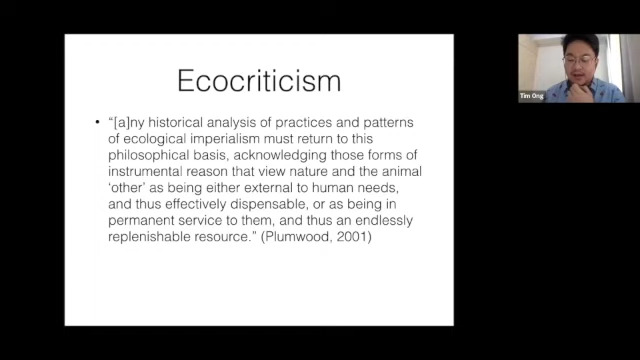 Ecocriticism
• “[a]ny historical analysis of practices and patterns
of ecological imperialism must return to this
philosophical basis, acknowledging those forms of
instrumental reason that view nature and the animal
‘other’ as being either external to human needs,
and thus effectively dispensable, or as being in
permanent service to them, and thus an endlessly
replenishable resource.” (Plumwood, 2001)
Tim Ong